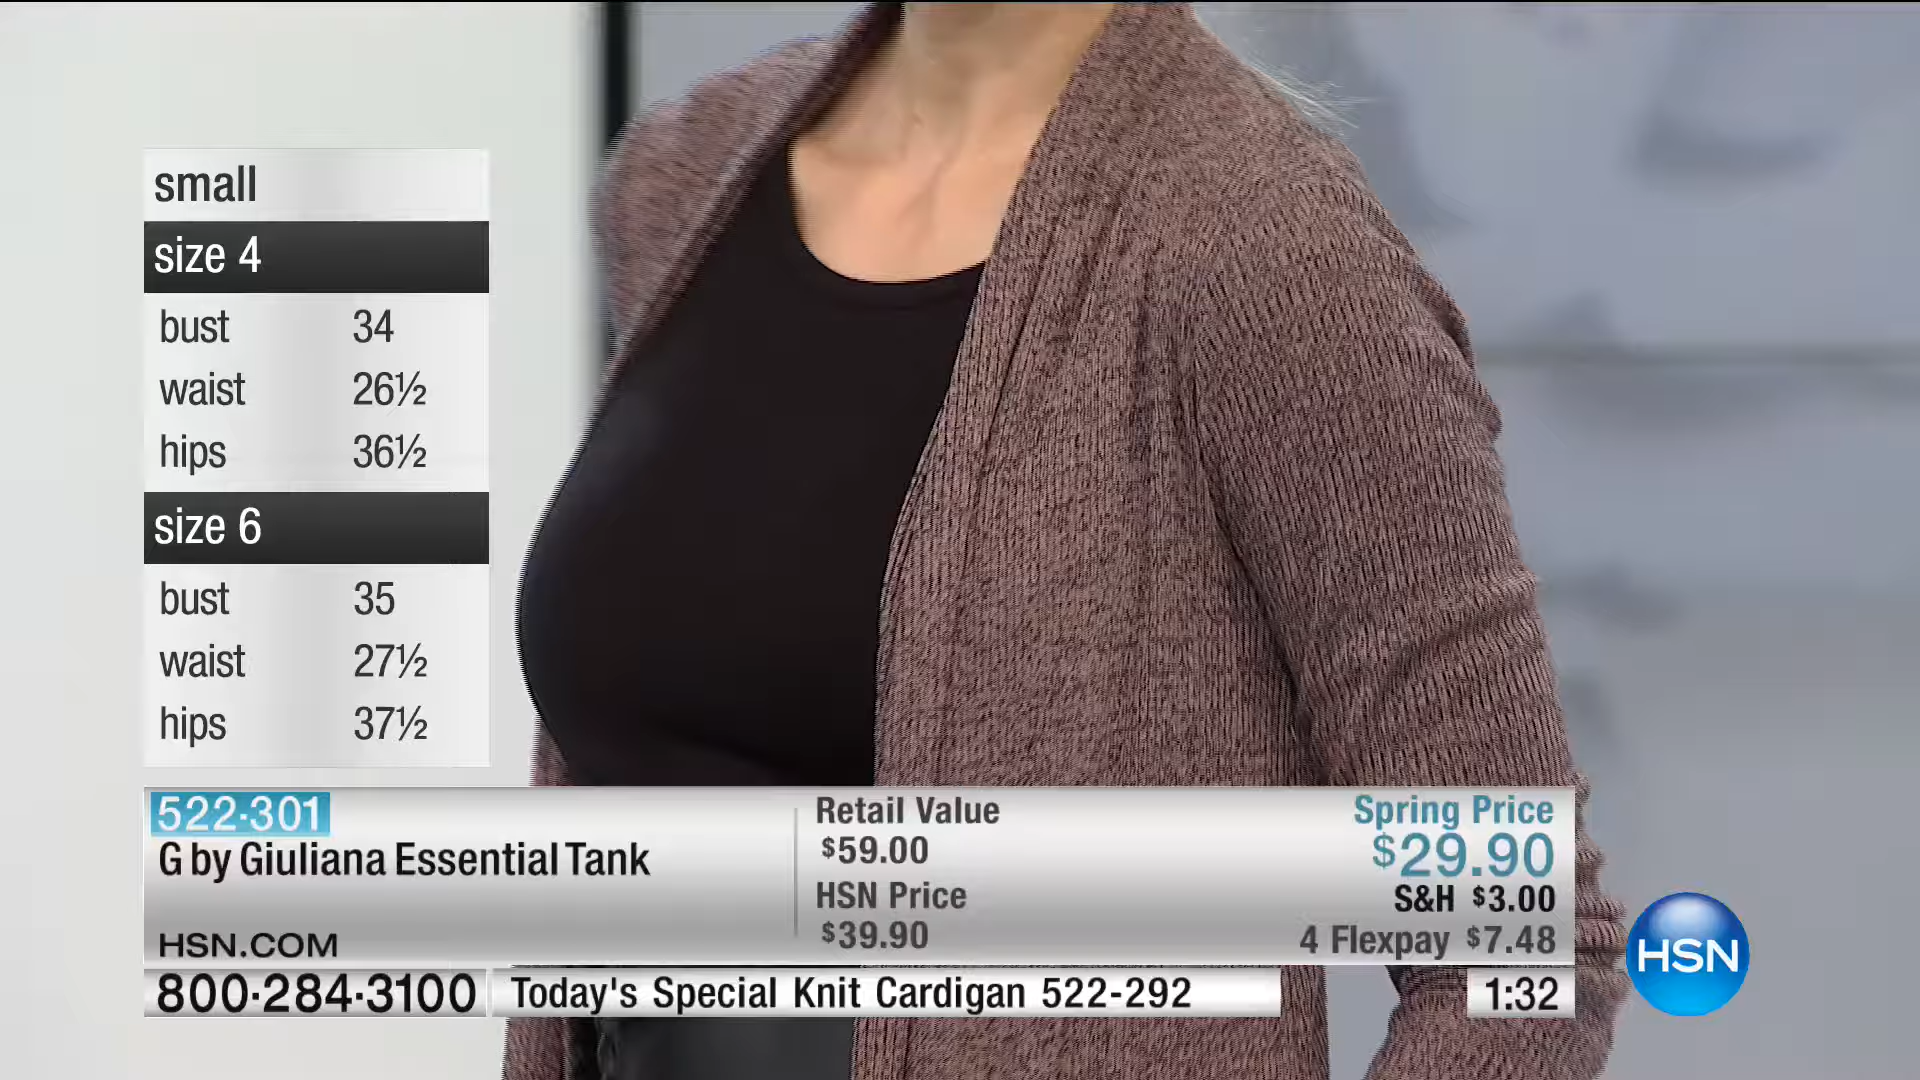 small
size 4
bust 34
waist 26½
hips 36½
size 6
bust 35
waist 27½
hips 37½
522-301
G by Giuliana Essential Tank
HSN.COM
Retail Value
$59.00
HSN Price
$39.90
Spring Price
$29.90
S&H $3.00
4 Flexpay $7.48
800-284-3100
Today's Special Knit Cardigan 522-292
1:32
HSN